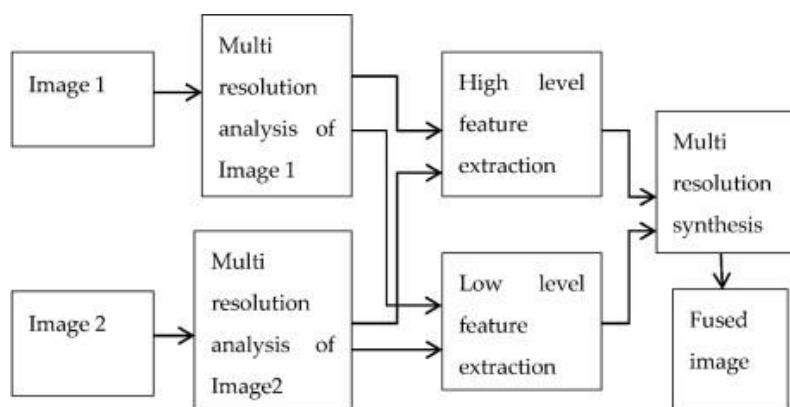 Image 1
Multi
resolution
analysis of
Image 1
High level
feature
extraction
Multi
resolution
synthesis
Image 2
Multi
resolution
analysis of
Image2
Low level
feature
extraction
Fused
image